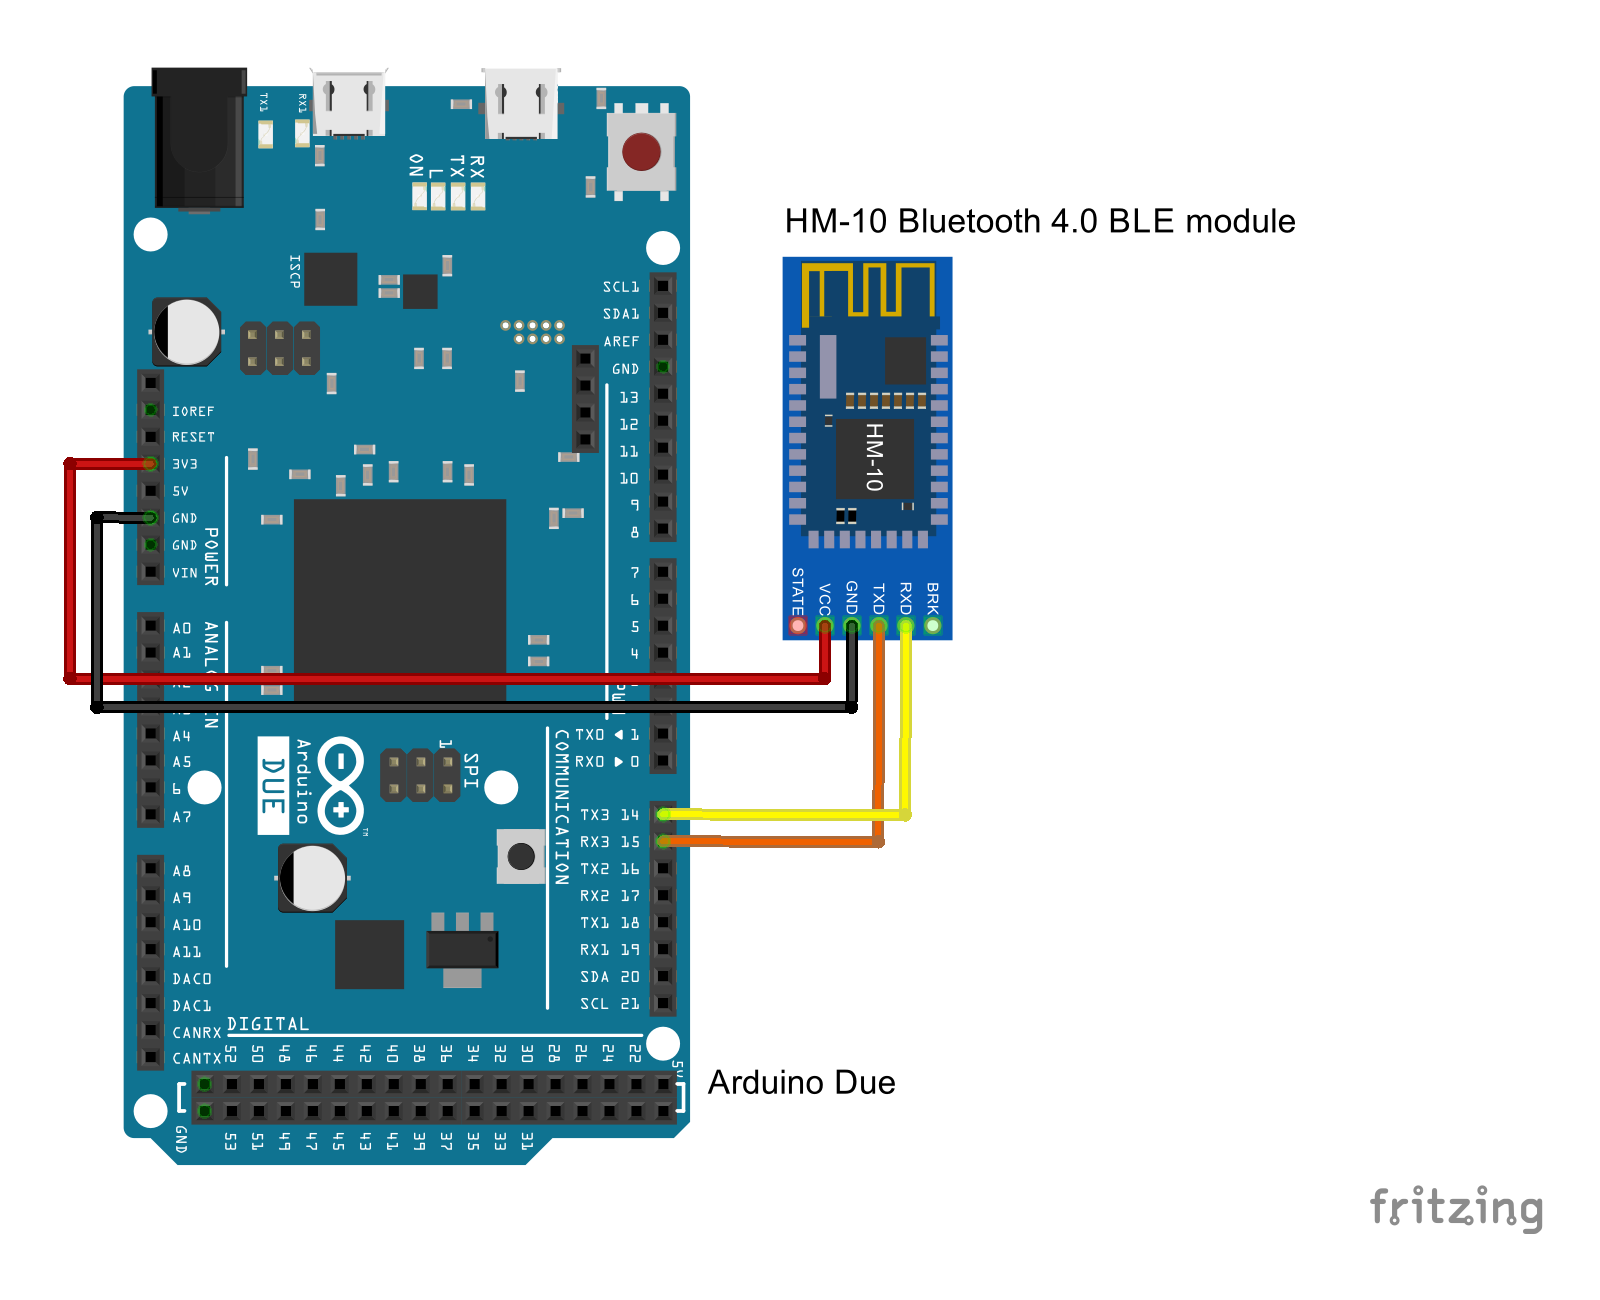 TX1
RX1
ON
L
TX
RX
ISCP
HM-10 Bluetooth 4.0 BLE module
HM-10
STATE
VCC
GND
TXD
RXD
BRK
SCL1
SDA1
AREF
GND
13
12
11
10
9
8
7
6
5
4
TX0 ◄ 1
RX0 ► 0
TX3 14
RX3 15
TX2 16
RX2 17
TX1 18
RX1 19
SDA 20
SCL 21
COMMUNICATION
IOREF
RESET
3V3
5V
GND
GND
VIN
POWER
A0
A1
A4
A5
6
A7
A8
A9
A10
A11
DAC0
DAC1
CANRX
CANTX
DUE
Arduino
TM
1
SPI
DIGITAL
52 50 48 46 44 42 40 38 36 34 32 30 28 26 24 22
5V
GND
53 51 49 47 45 43 41 39 37 35 33 31
Arduino Due
fritzing